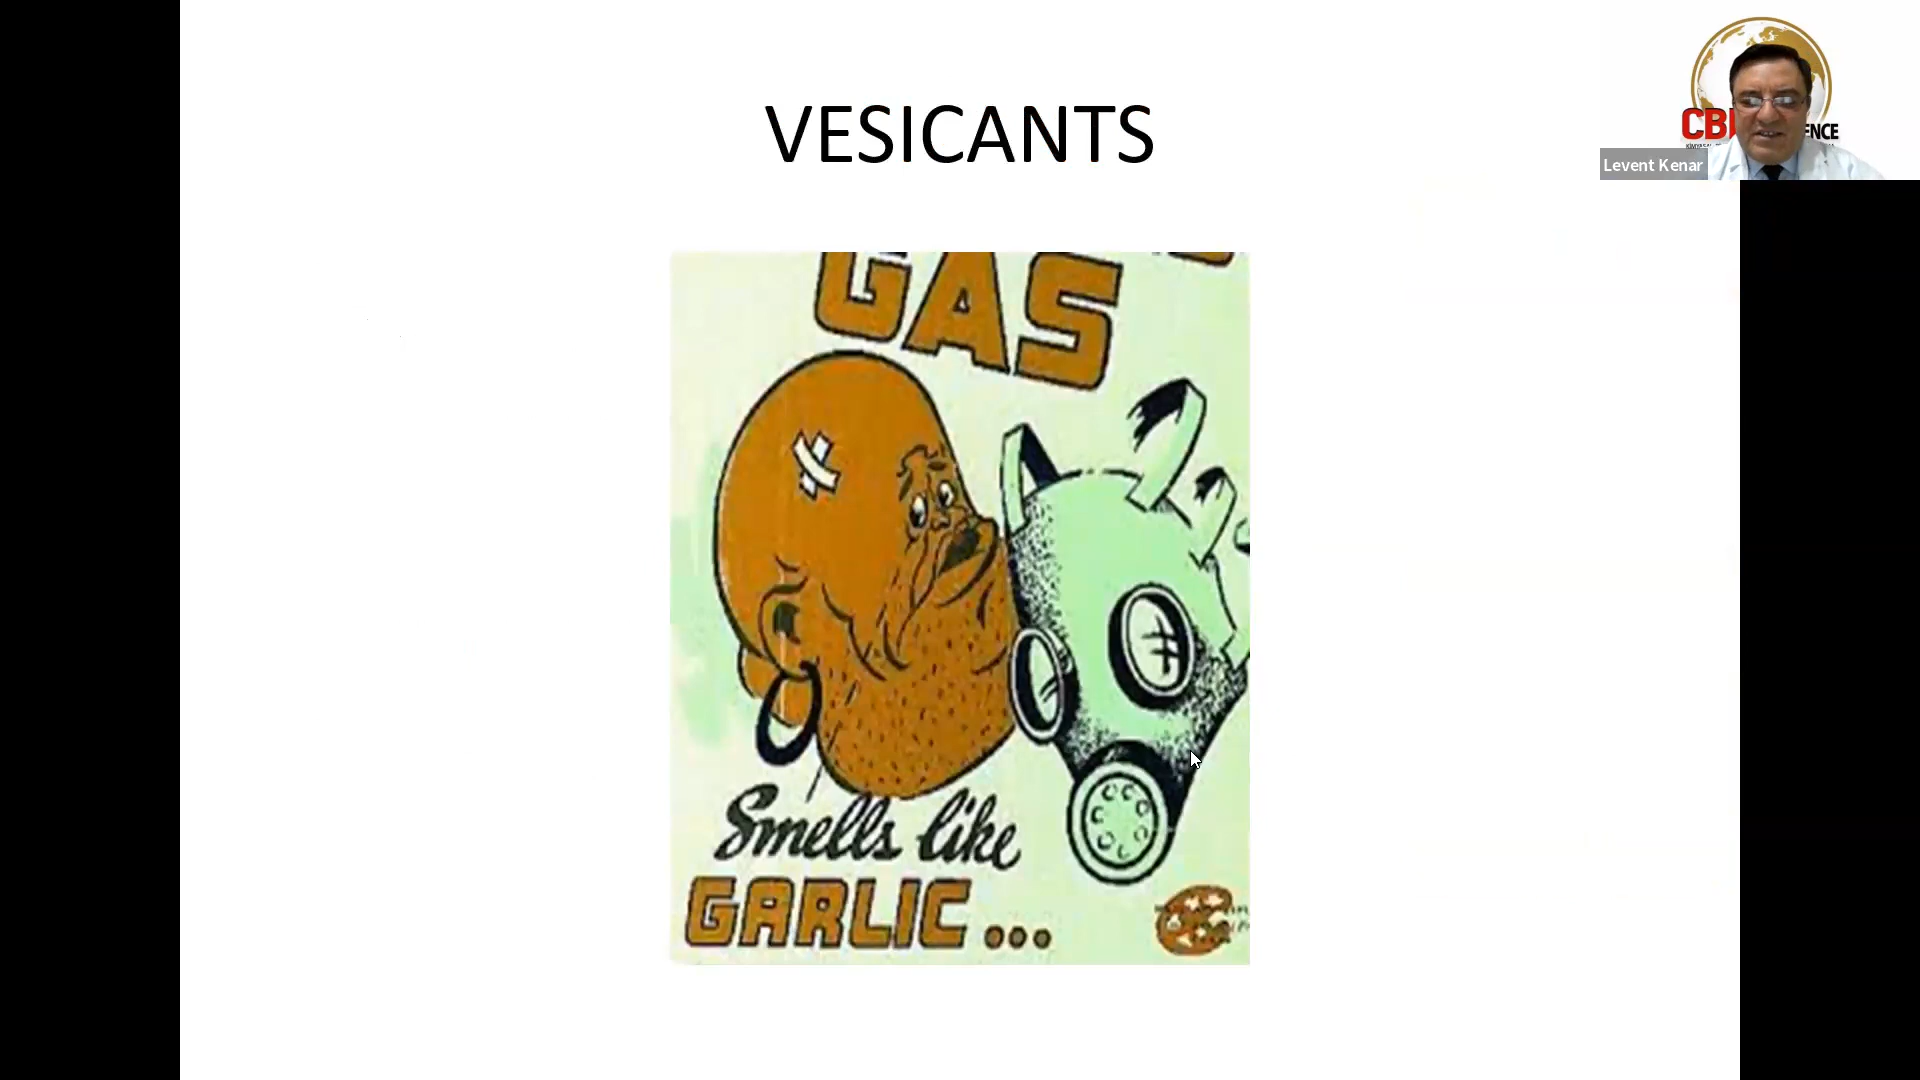 VESICANTS
CB
ENCE
Levent Kenar
GAS
Smells like
GARLIC...